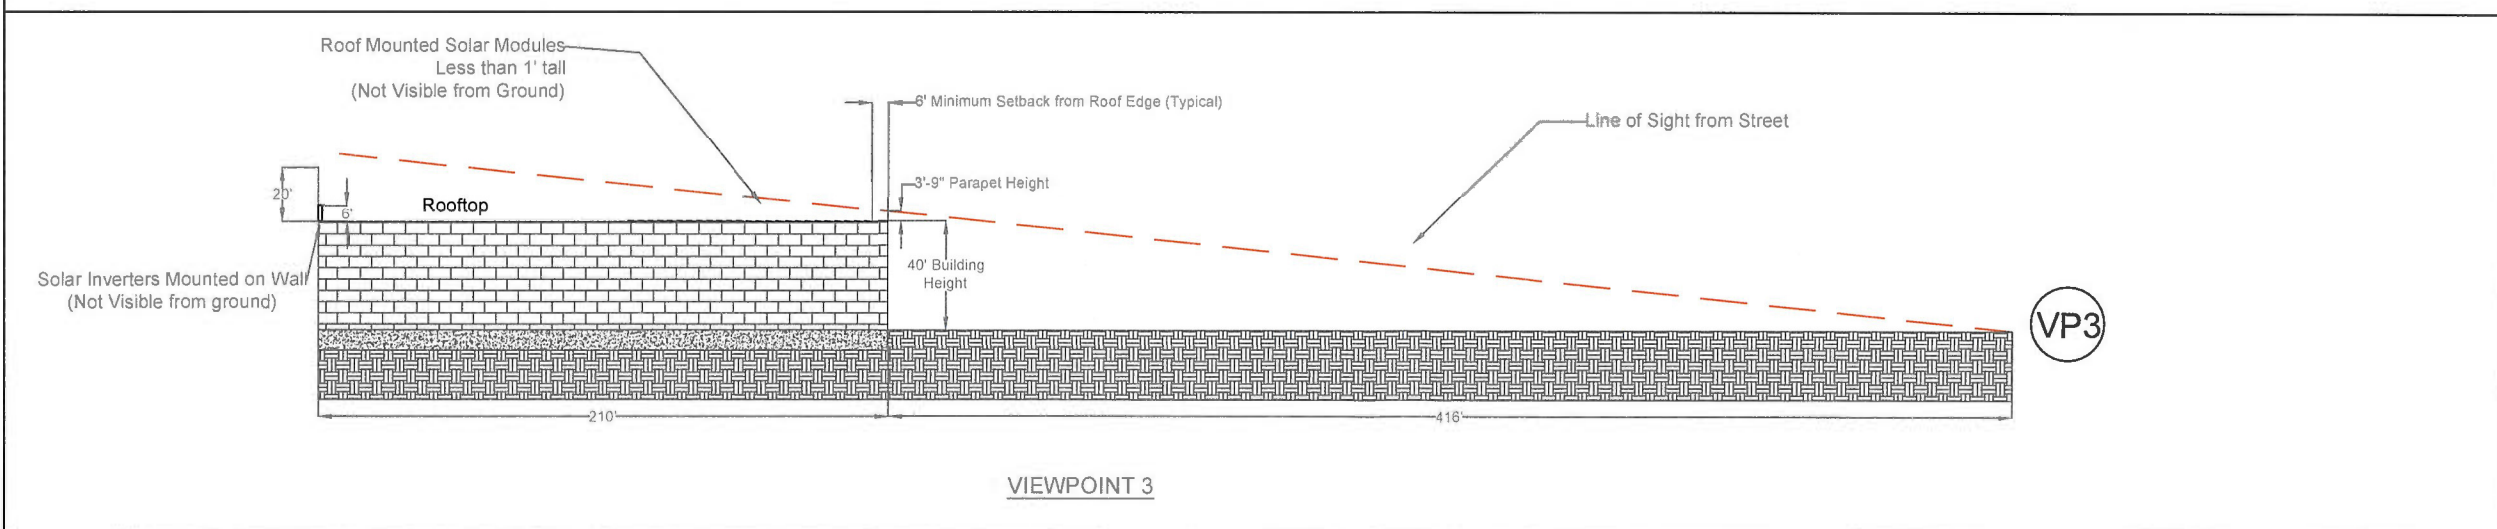 Roof Mounted Solar Modules
Less than 1' tall
(Not Visible from Ground)
6' Minimum Setback from Roof Edge (Typical)
Line of Sight from Street
20'
6'
Rooftop
3'-9" Parapet Height
40' Building
Height
Solar Inverters Mounted on Wall
(Not Visible from ground)
VP3
210'
416'
VIEWPOINT 3